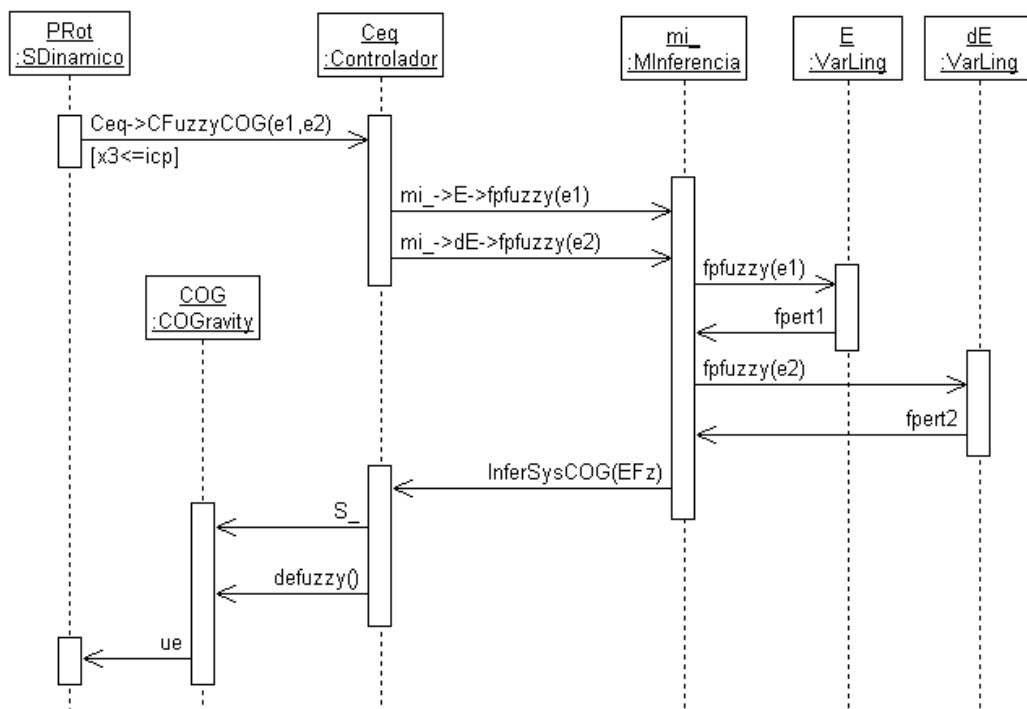 PRot
:SDinamico
Ceq
:Controlador
mi_
:MInferencia
E
:VarLing
dE
:VarLing
Ceq->CFuzzyCOG(e1,e2)
[x3<=icp]
mi_->E->fpfuzzy(e1)
mi_->dE->fpfuzzy(e2)
fpfuzzy(e1)
COG
:COGravity
fpert1
fpfuzzy(e2)
fpert2
InferSysCOG(EFz)
S_
defuzzy()
ue